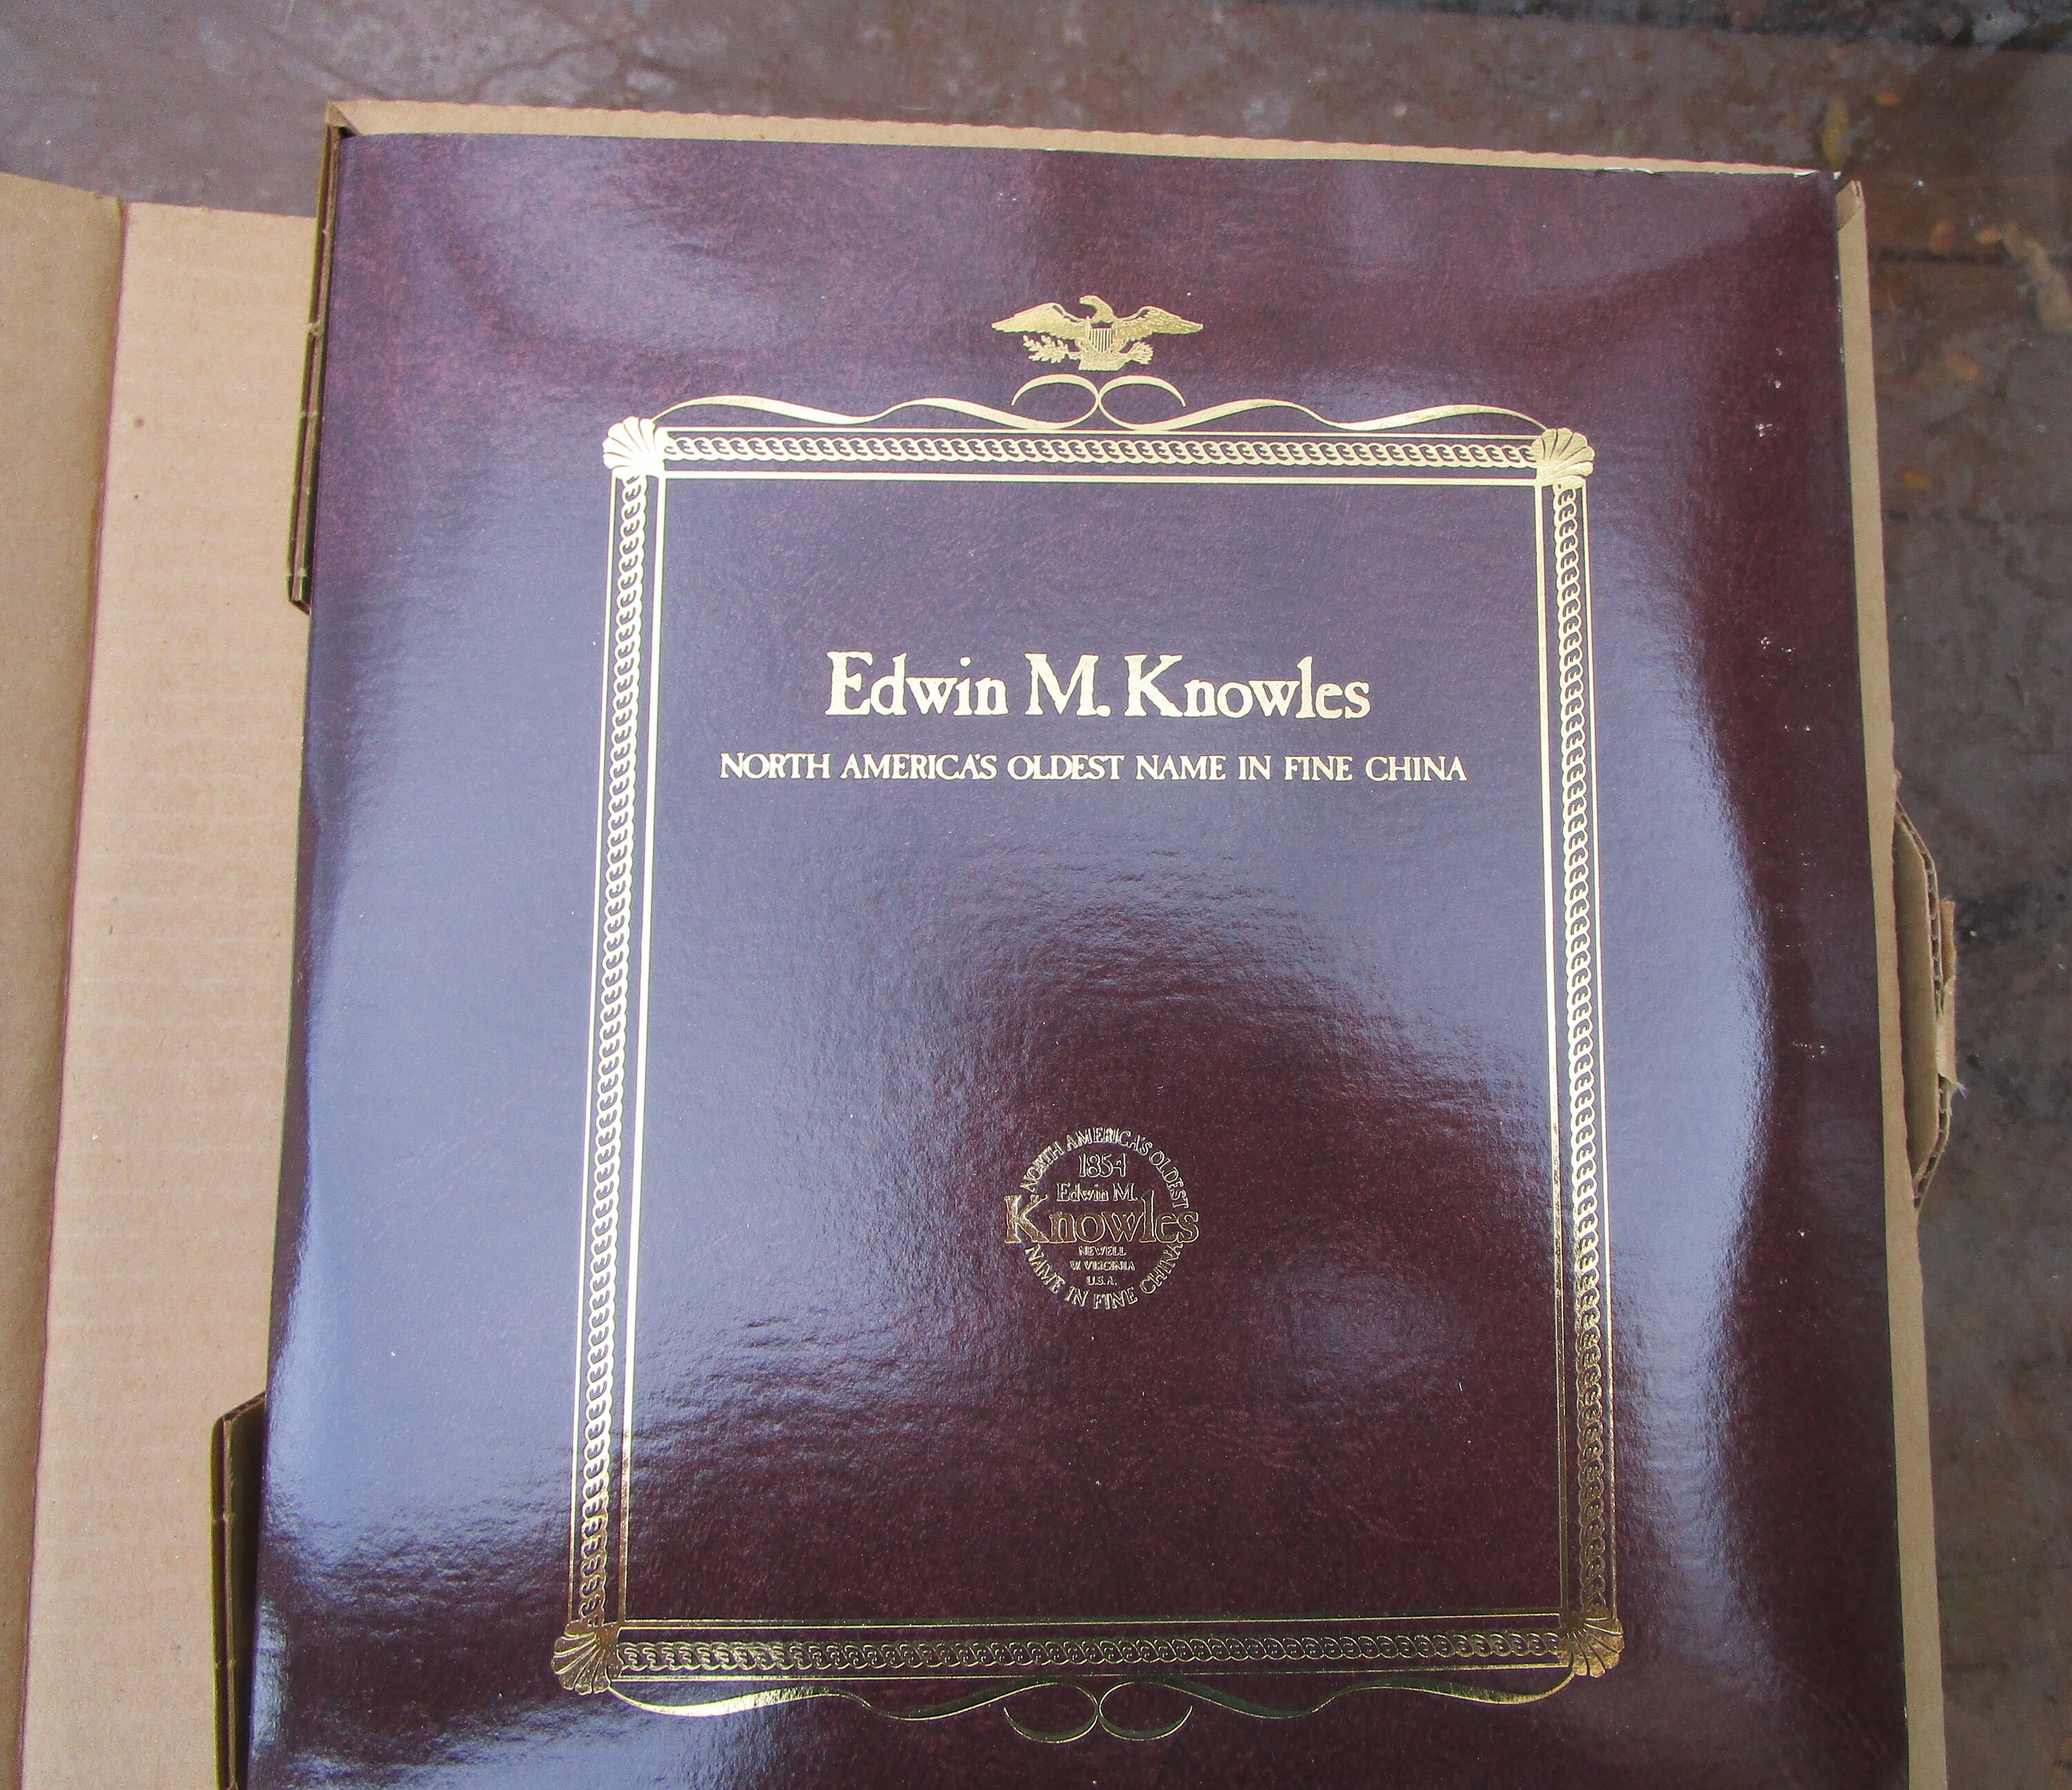 Edwin M. Knowles
NORTH AMERICA'S OLDEST NAME IN FINE CHINA
NORTH AMERICA'S OLDEST
1854
Edwin M.
Knowles
NEWELL
W. VIRGINIA
U.S.A.
NAME IN FINE CHINA